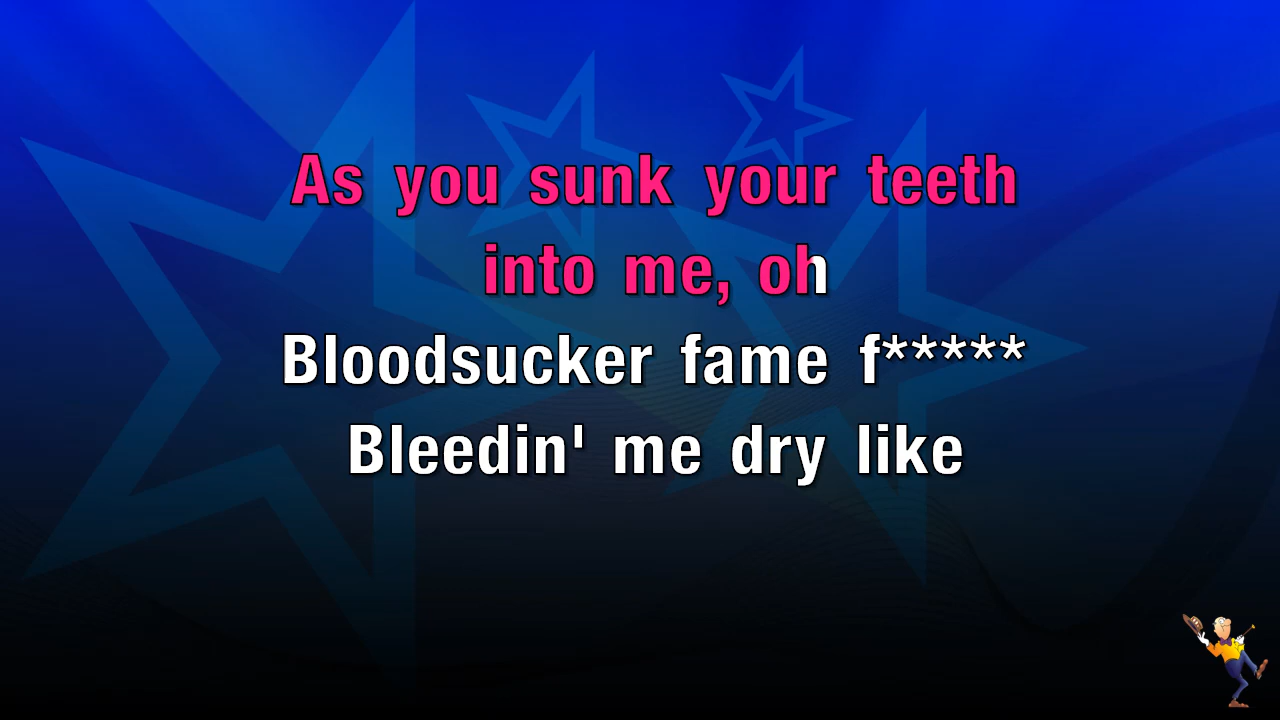 As you sunk your teeth
into me, oh
Bloodsucker fame f*****
Bleedin' me dry like